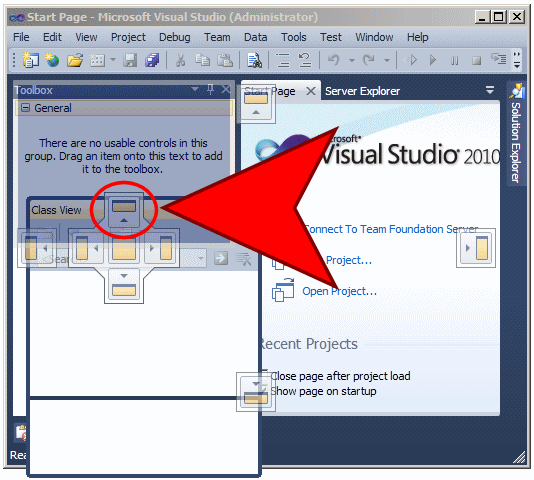 Start Page - Microsoft Visual Studio (Administrator)
File Edit View Project Debug Team Data Tools Test Window Help
Toolbox
Start Page Server Explorer
General
There are no usable controls in this
group. Drag an item onto this text to add
it to the toolbox.
Solution Explorer
Microsoft®
Visual Studio 2010
Class View
Connect To Team Foundation Server
Project...
Open Project...
Recent Projects
Close page after project load
Show page on startup